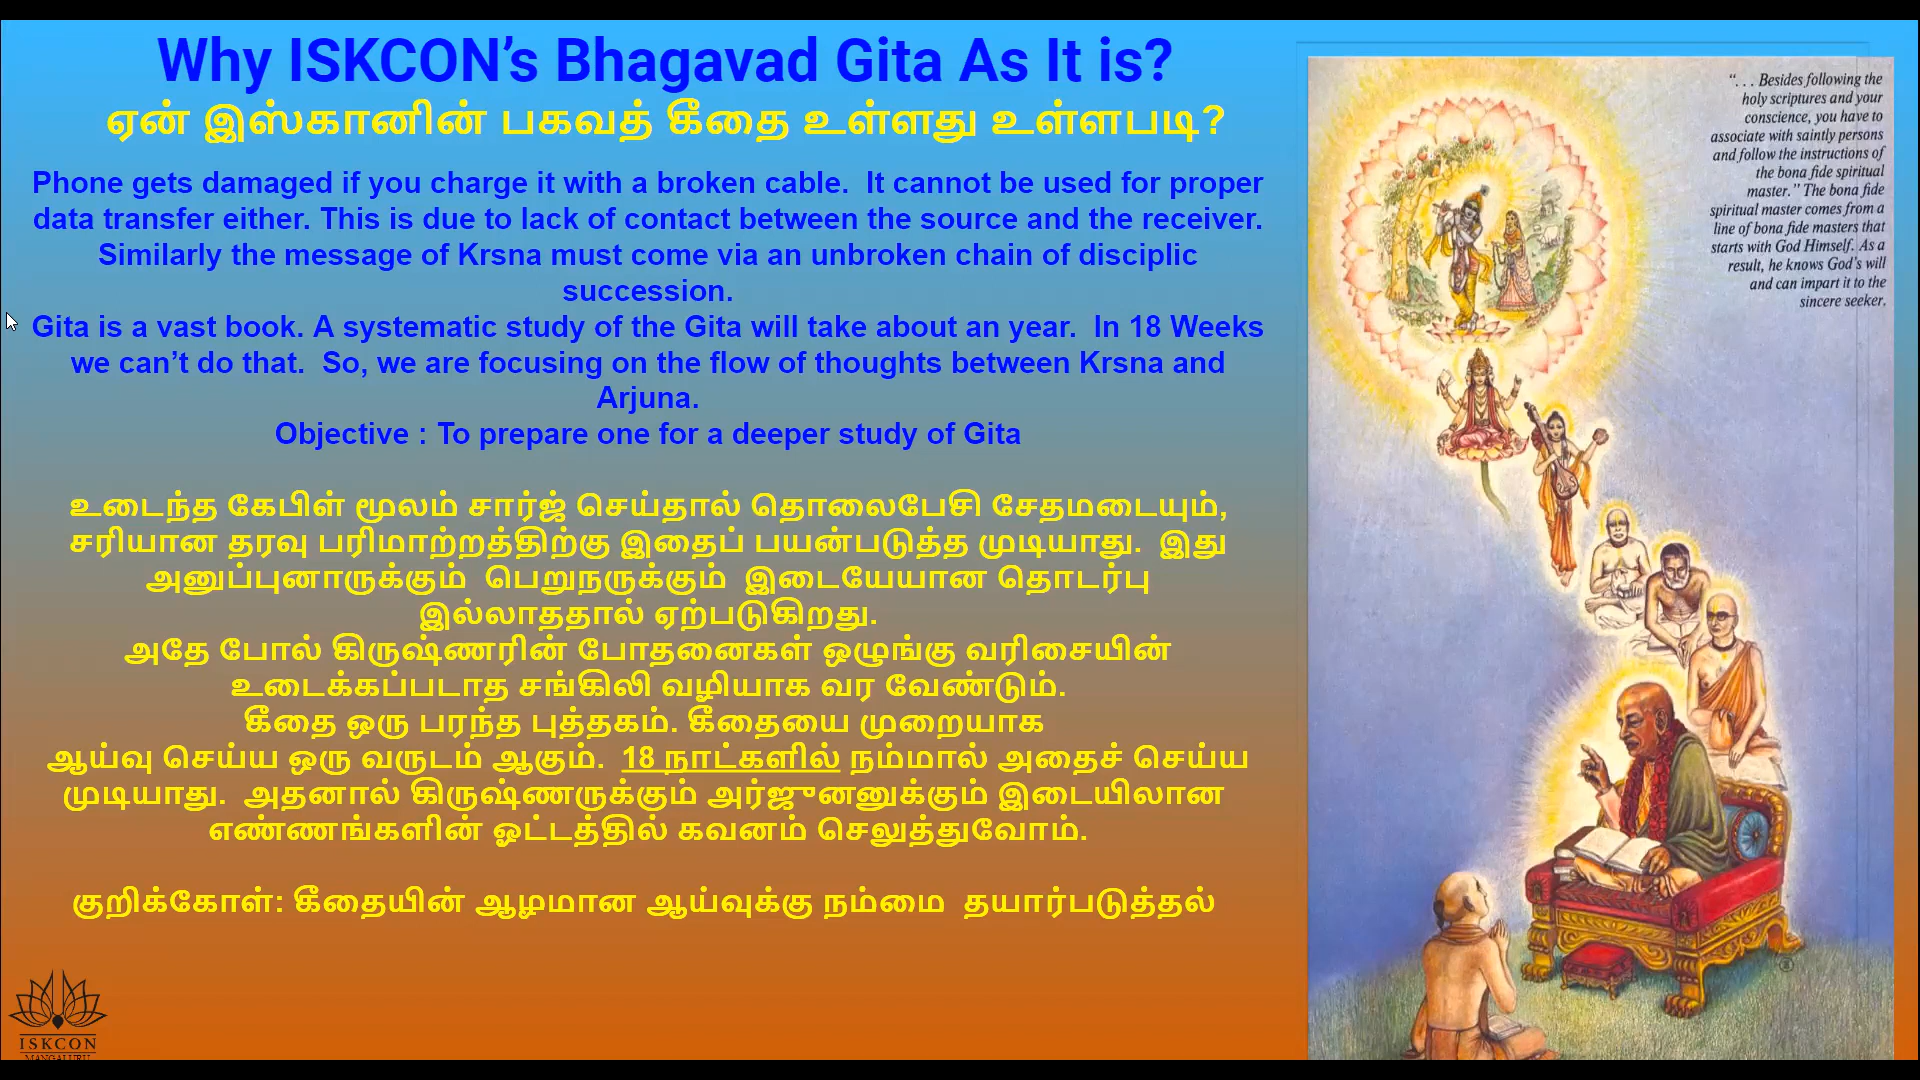 Why ISKCON’s Bhagavad Gita As It is?
ஏன் இஸ்கானின் பகவத் கீதை உள்ளது உள்ளபடி?
Phone gets damaged if you charge it with a broken cable.  It cannot be used for proper
data transfer either. This is due to lack of contact between the source and the receiver.
Similarly the message of Krsna must come via an unbroken chain of disciplic
succession.
Gita is a vast book. A systematic study of the Gita will take about an year.  In 18 Weeks
we can’t do that.  So, we are focusing on the flow of thoughts between Krsna and
Arjuna.
Objective : To prepare one for a deeper study of Gita
உடைந்த கேபிள் மூலம் சார்ஜ் செய்தால் தொலைபேசி சேதமடையும்,
சரியான தரவு பரிமாற்றத்திற்கு இதைப் பயன்படுத்த முடியாது.  இது
அனுப்புனாருக்கும்  பெறுநருக்கும்  இடையேயான தொடர்பு
இல்லாததால் ஏற்படுகிறது.
அதே போல் கிருஷ்ணரின் போதனைகள் ஒழுங்கு வரிசையின்
உடைக்கப்படாத சங்கிலி வழியாக வர வேண்டும்.
கீதை ஒரு பரந்த புத்தகம். கீதையை முறையாக
ஆய்வு செய்ய ஒரு வருடம் ஆகும்.  18 நாட்களில் நம்மால் அதைச் செய்ய
முடியாது.  அதனால் கிருஷ்ணருக்கும் அர்ஜுனனுக்கும் இடையிலான
எண்ணங்களின் ஓட்டத்தில் கவனம் செலுத்துவோம்.
குறிக்கோள்: கீதையின் ஆழமான ஆய்வுக்கு நம்மை  தயார்படுத்தல்
“. . . Besides following the
holy scriptures and your
conscience, you have to
associate with saintly persons
and follow the instructions of
the bona fide spiritual
master.” The bona fide
spiritual master comes from a
line of bona fide masters that
starts with God Himself. As a
result, he knows God’s will
and can impart it to the
sincere seeker.
ISKCON
MANGALURU